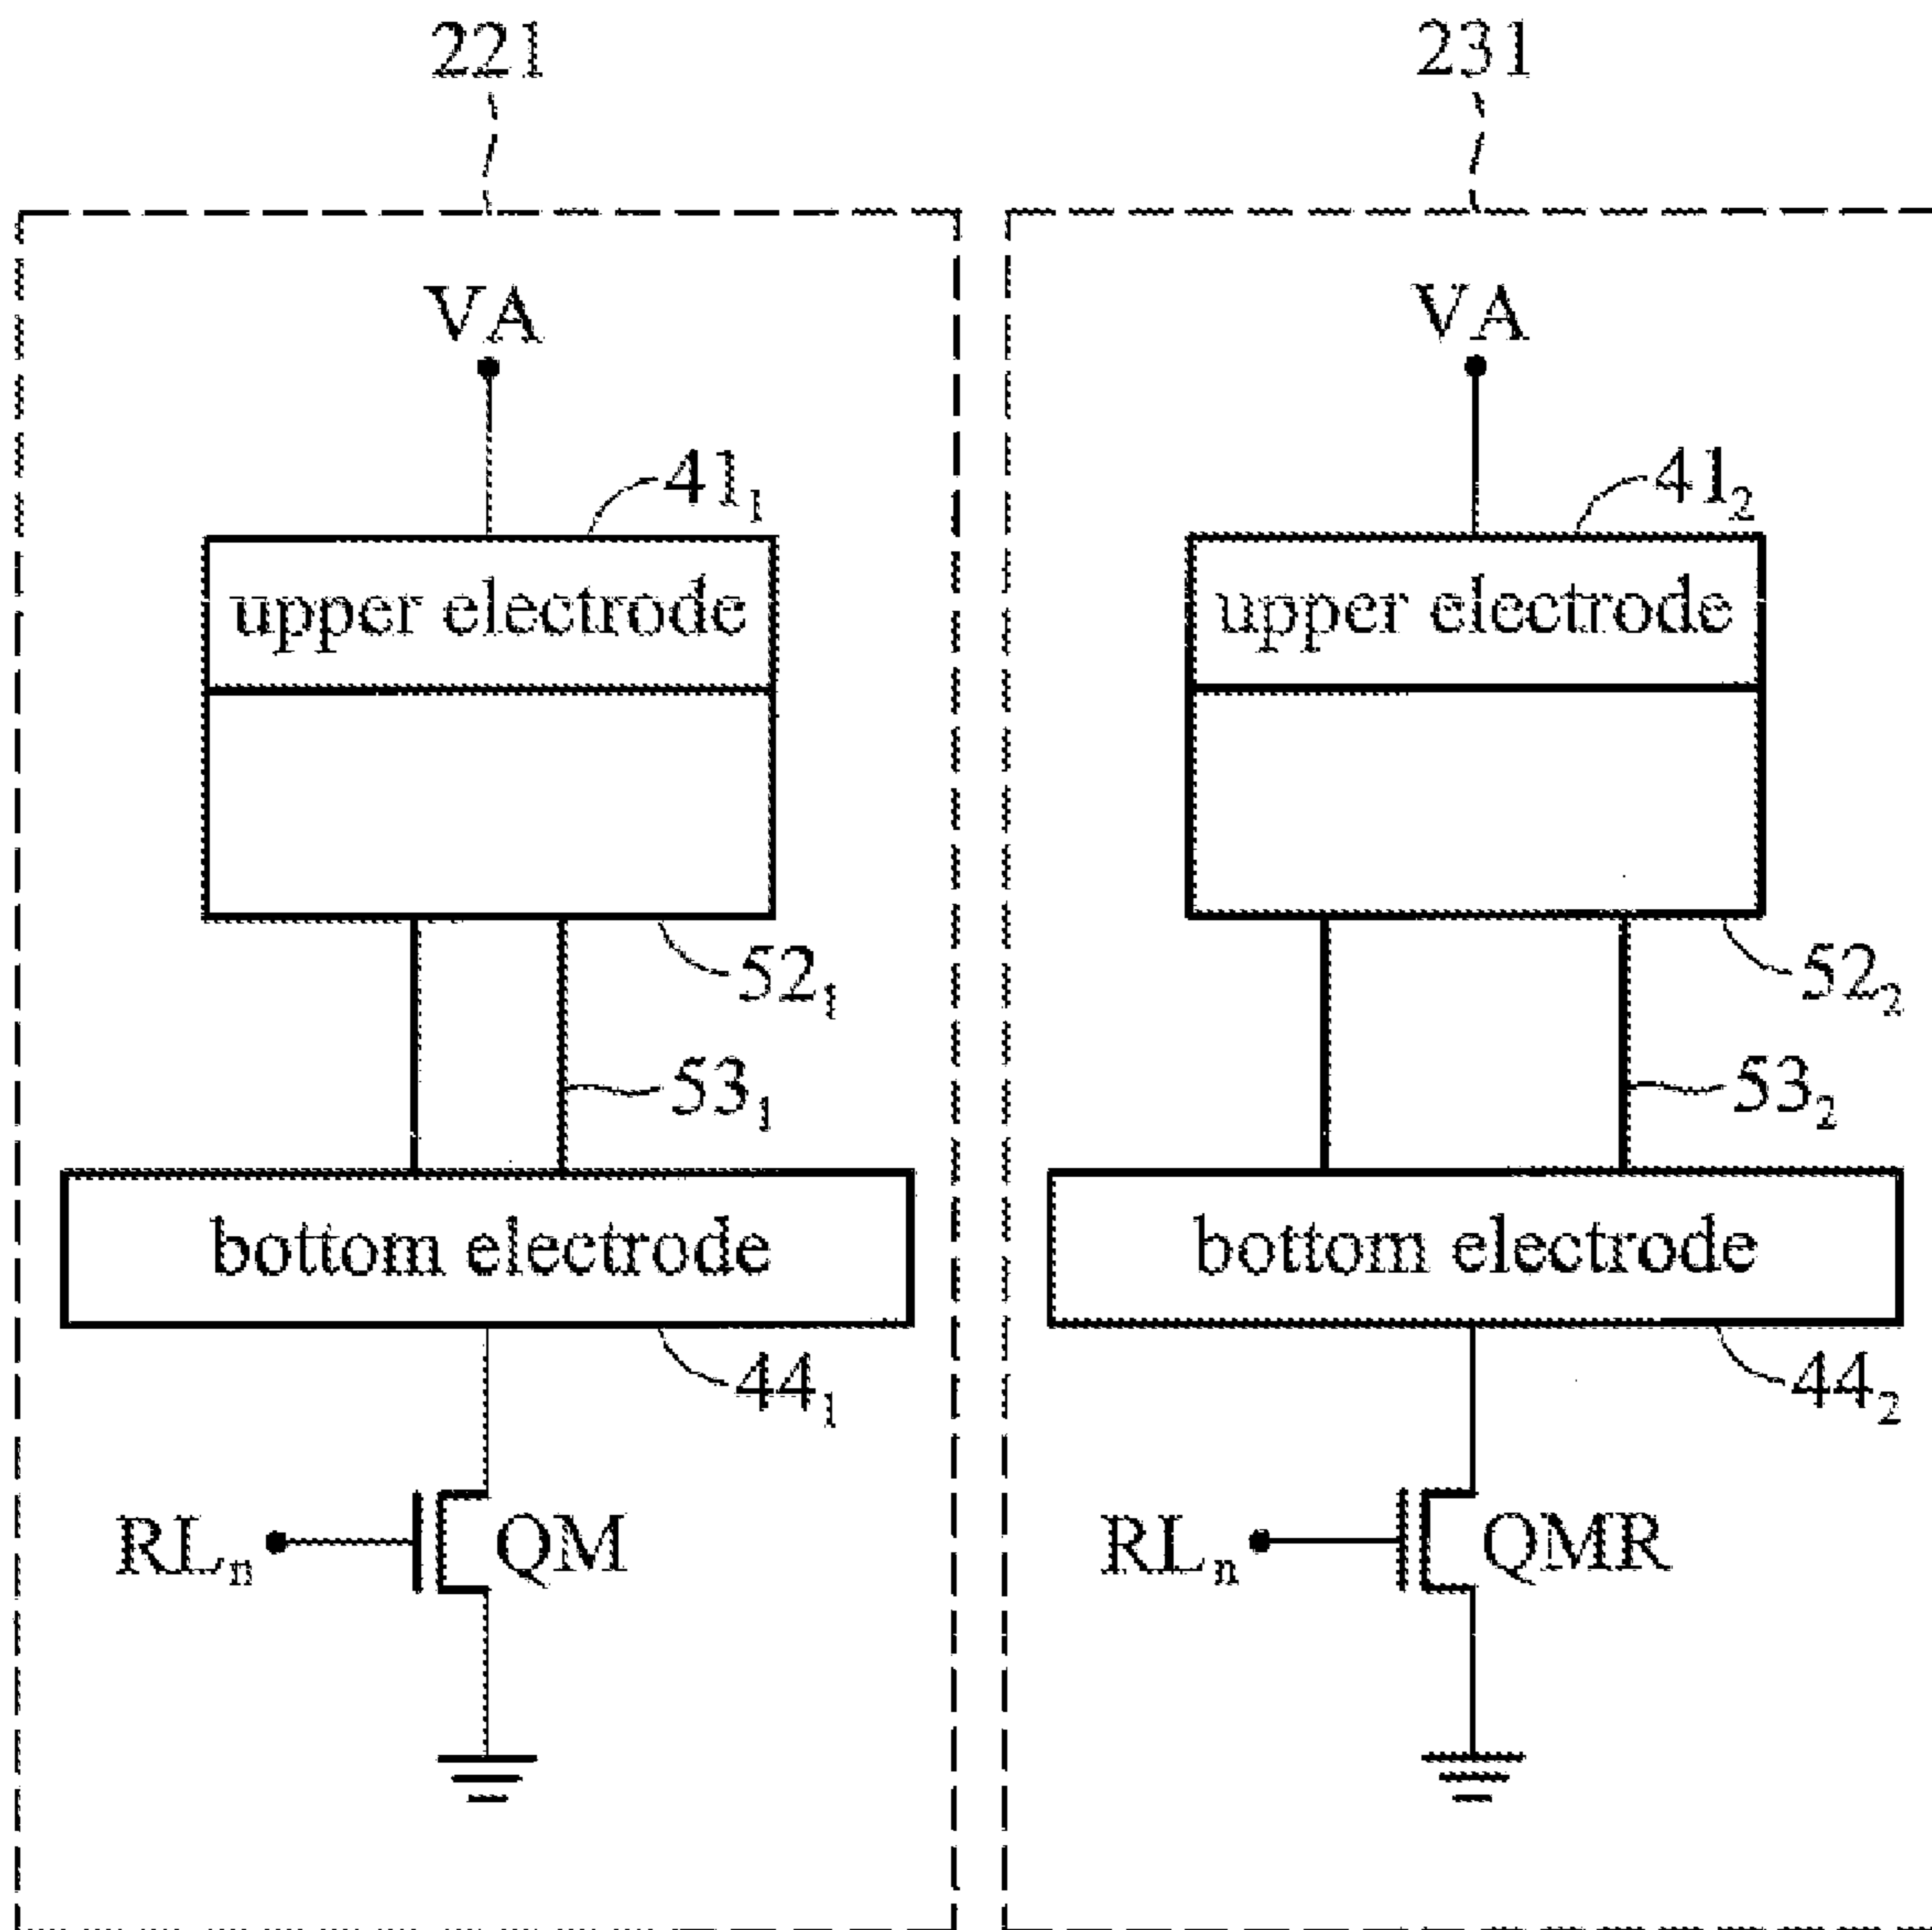 221
231
VA
VA
41₁
41₂
upper electrode
upper electrode
52₁
52₂
53₁
53₂
bottom electrode
bottom electrode
44₁
44₂
RLₙ
QM
RLₙ
QMR